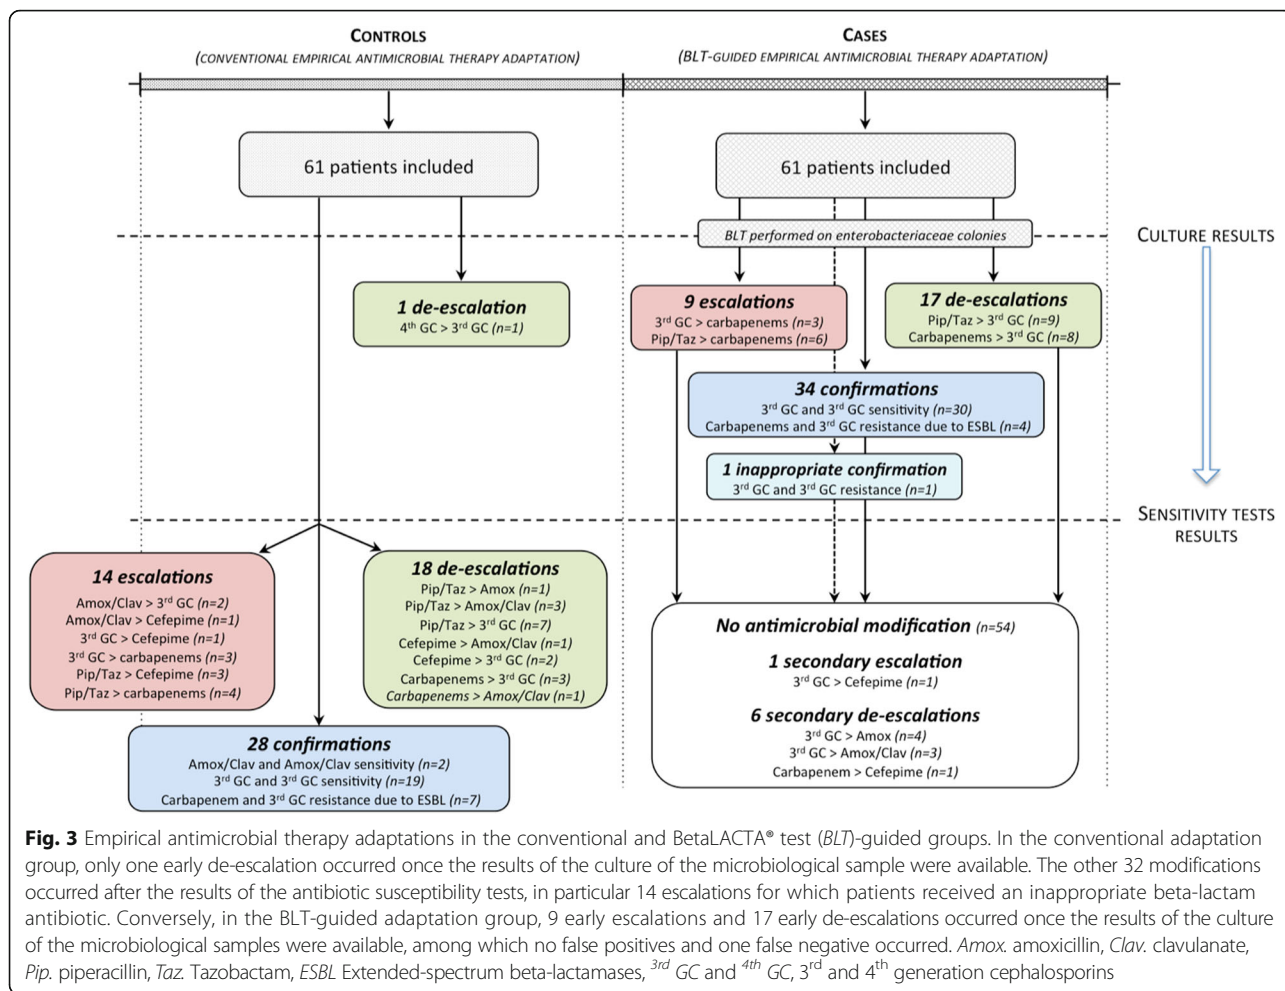 CONTROLS
(CONVENTIONAL EMPIRICAL ANTIMICROBIAL THERAPY ADAPTATION)
CASES
(BLT-GUIDED EMPIRICAL ANTIMICROBIAL THERAPY ADAPTATION)
61 patients included
61 patients included
BLT performed on enterobacteriaceae colonies
CULTURE RESULTS
1 de-escalation
4th GC > 3rd GC (n=1)
9 escalations
3rd GC > carbapenems (n=3)
Pip/Taz > carbapenems (n=6)
17 de-escalations
Pip/Taz > 3rd GC (n=9)
Carbapenems > 3rd GC (n=8)
34 confirmations
3rd GC and 3rd GC sensitivity (n=30)
Carbapenems and 3rd GC resistance due to ESBL (n=4)
1 inappropriate confirmation
3rd GC and 3rd GC resistance (n=1)
SENSITIVITY TESTS
RESULTS
14 escalations
Amox/Clav > 3rd GC (n=2)
Amox/Clav > Cefepime (n=1)
3rd GC > Cefepime (n=1)
3rd GC > carbapenems (n=3)
Pip/Taz > Cefepime (n=3)
Pip/Taz > carbapenems (n=4)
18 de-escalations
Pip/Taz > Amox (n=1)
Pip/Taz > Amox/Clav (n=3)
Pip/Taz > 3rd GC (n=7)
Cefepime > Amox/Clav (n=1)
Cefepime > 3rd GC (n=2)
Carbapenems > 3rd GC (n=3)
Carbapenems > Amox/Clav (n=1)
28 confirmations
Amox/Clav and Amox/Clav sensitivity (n=2)
3rd GC and 3rd GC sensitivity (n=19)
Carbapenem and 3rd GC resistance due to ESBL (n=7)
No antimicrobial modification (n=54)
1 secondary escalation
3rd GC > Cefepime (n=1)
6 secondary de-escalations
3rd GC > Amox (n=4)
3rd GC > Amox/Clav (n=3)
Carbapenem > Cefepime (n=1)
Fig. 3 Empirical antimicrobial therapy adaptations in the conventional and BetaLACTA® test (BLT)-guided groups. In the conventional adaptation
group, only one early de-escalation occurred once the results of the culture of the microbiological sample were available. The other 32 modifications
occurred after the results of the antibiotic susceptibility tests, in particular 14 escalations for which patients received an inappropriate beta-lactam
antibiotic. Conversely, in the BLT-guided adaptation group, 9 early escalations and 17 early de-escalations occurred once the results of the culture
of the microbiological samples were available, among which no false positives and one false negative occurred. Amox. amoxicillin, Clav. clavulanate,
Pip. piperacillin, Taz. Tazobactam, ESBL Extended-spectrum beta-lactamases, 3rd GC and 4th GC, 3rd and 4th generation cephalosporins